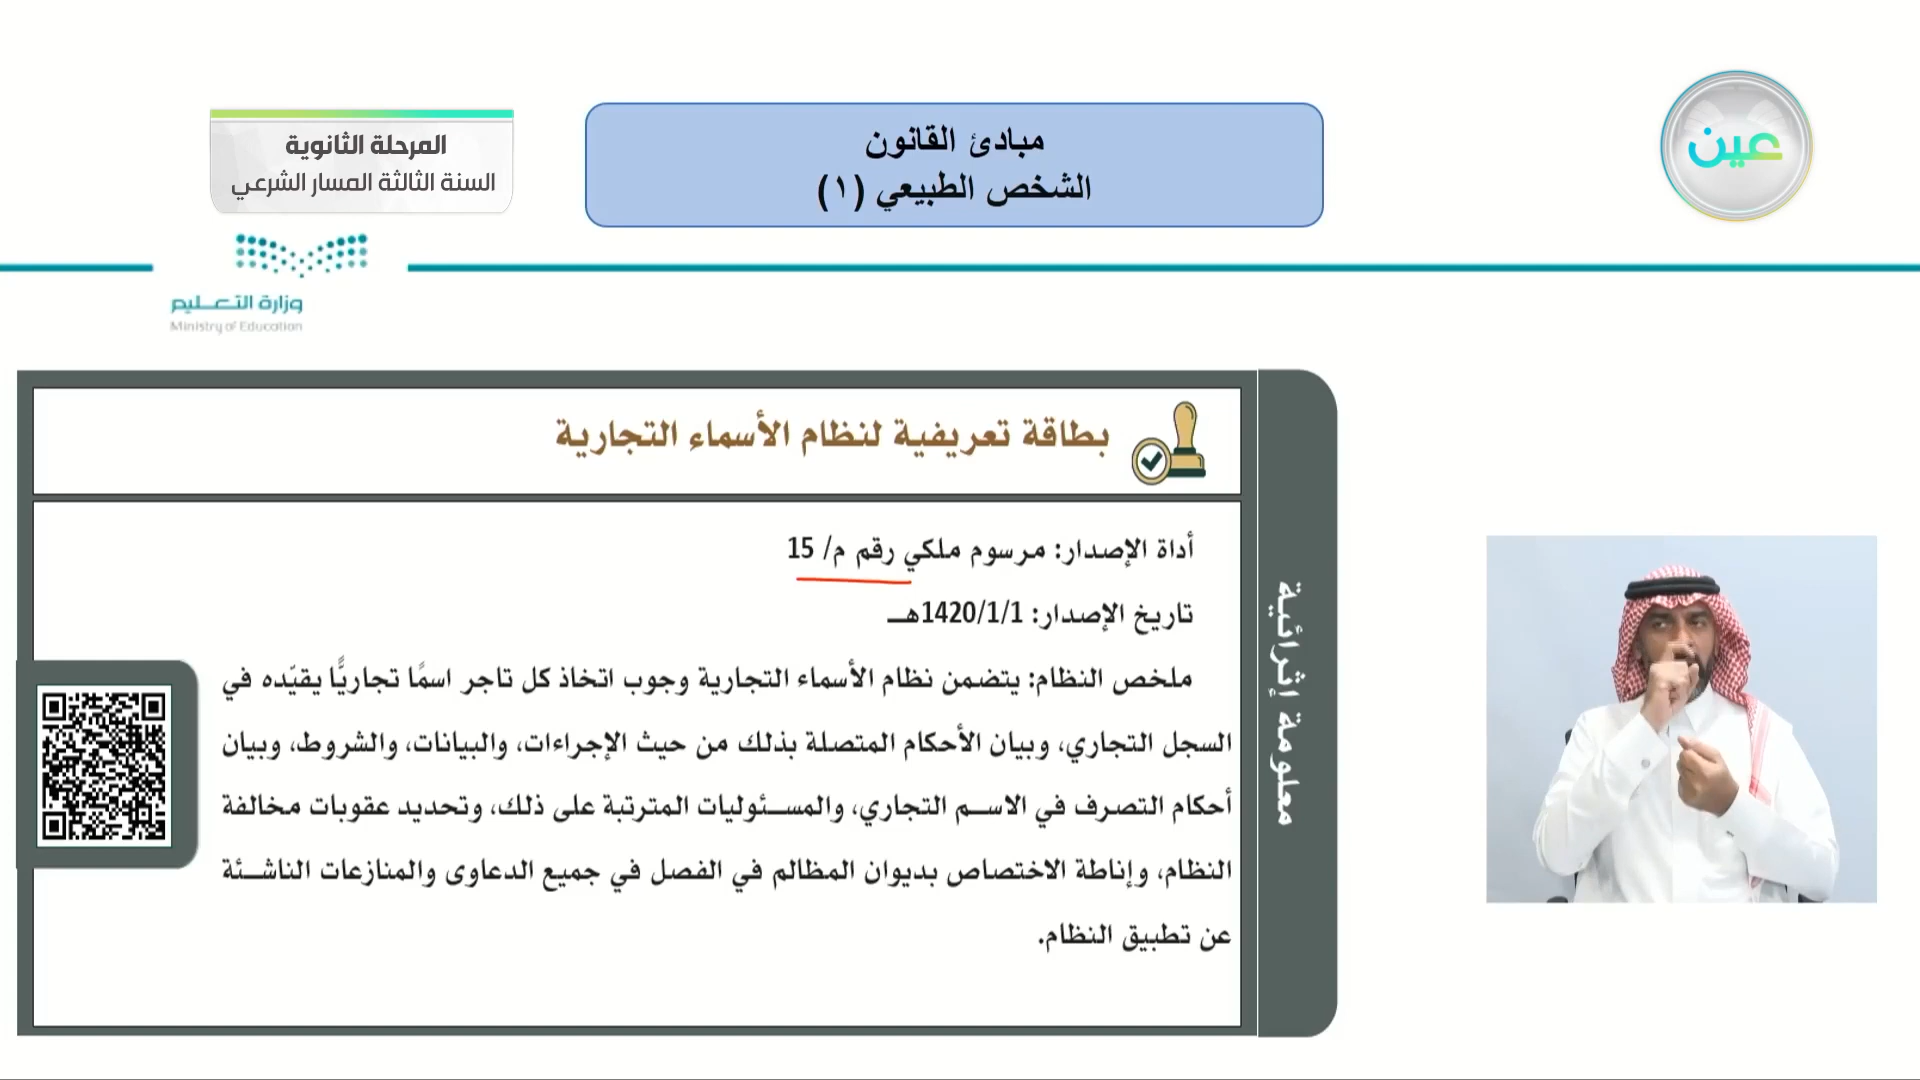 المرحلة الثانوية
السنة الثالثة المسار الشرعي
مبادئ القانون
الشخص الطبيعي (١)
عين
وزارة التعليم
Ministry of Education
بطاقة تعريفية لنظام الأسماء التجارية
أداة الإصدار: مرسوم ملكي رقم م/ 15
تاريخ الإصدار: 1420/1/1هـ
ملخص النظام: يتضمن نظام الأسماء التجارية وجوب اتخاذ كل تاجر اسمًا تجاريًّا يقيّده في
السجل التجاري، وبيان الأحكام المتصلة بذلك من حيث الإجراءات، والبيانات، والشروط، وبيان
أحكام التصرف في الاسم التجاري، والمسئوليات المترتبة على ذلك، وتحديد عقوبات مخالفة
النظام، وإناطة الاختصاص بديوان المظالم في الفصل في جميع الدعاوى والمنازعات الناشئة
عن تطبيق النظام.
معلومة إثرائية